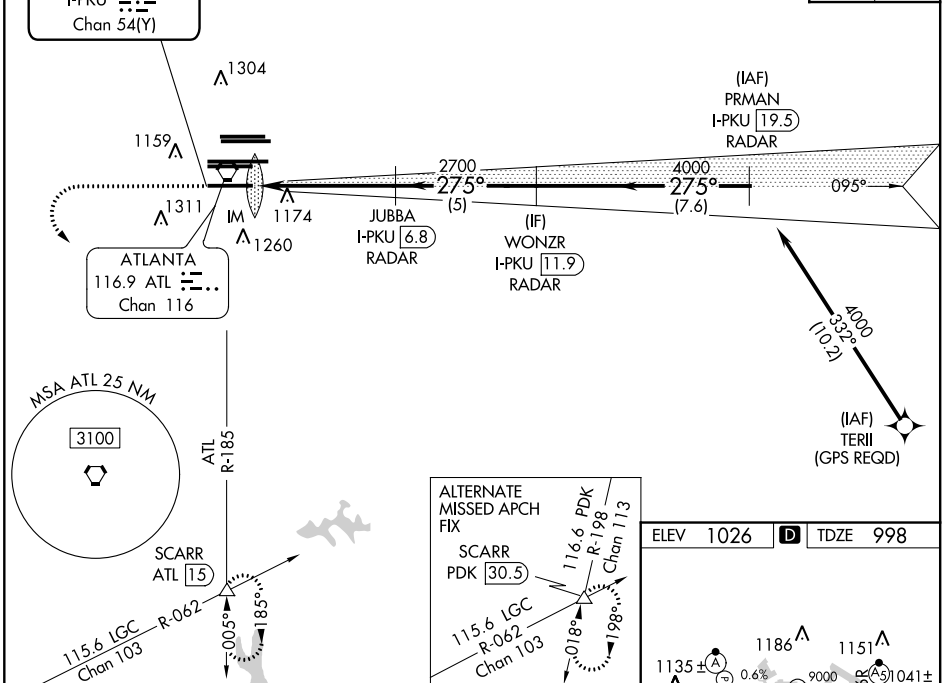 I-PKU
Chan 54(Y)
1304
1159
1311
IM
1174
1260
ATLANTA
116.9 ATL
Chan 116
2700
275°
(5)
4000
275°
(7.6)
095°
(IAF)
PRMAN
I-PKU 19.5
RADAR
JUBBA
I-PKU 6.8
RADAR
(IF)
WONZR
I-PKU 11.9
RADAR
4000
332°
(10.2)
(IAF)
TERII
(GPS REQD)
MSA ATL 25 NM
3100
ATL
R-185
SCARR
ATL 15
005°
185°
115.6 LGC
R-062
Chan 103
ALTERNATE
MISSED APCH
FIX
SCARR
PDK 30.5
116.6 PDK
R-198
Chan 113
115.6 LGC
R-062
Chan 103
018°
198°
ELEV 1026 D TDZE 998
1186
1151
1135±
A
P
0.6%
9000
A5
1041±